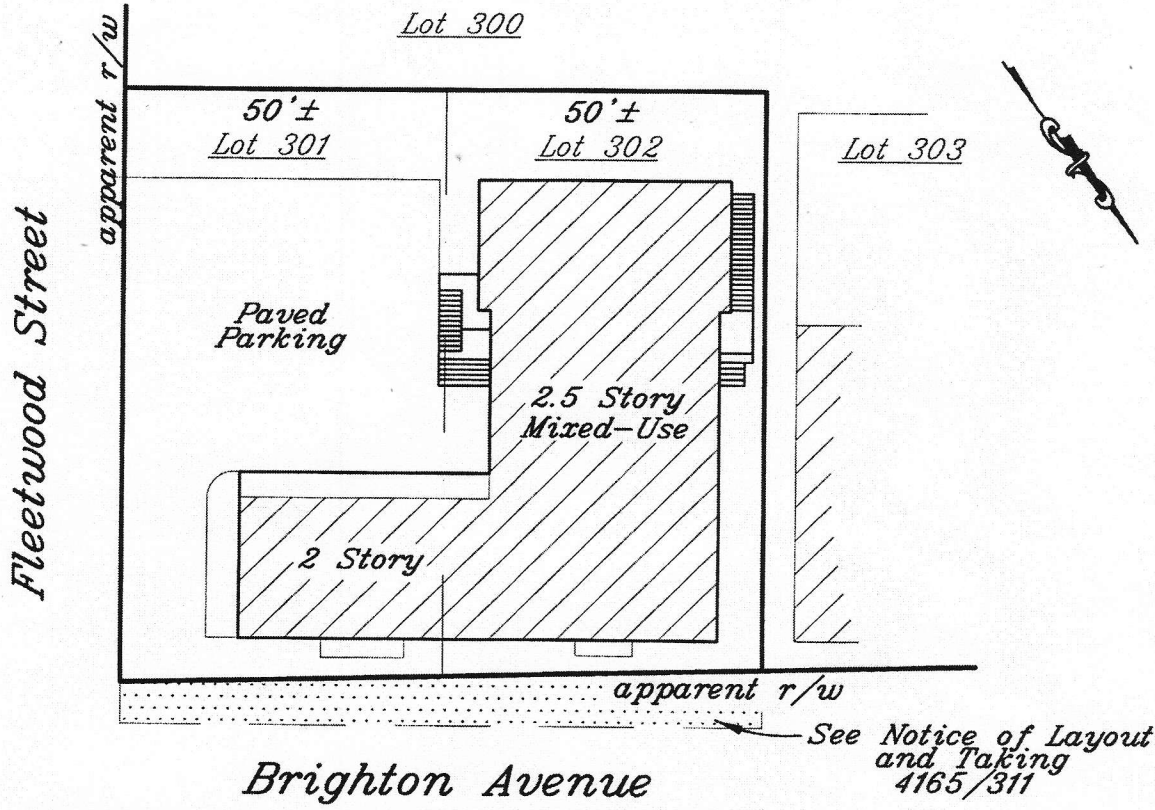 Lot 300
apparent r/w
50'±
Lot 301
50'±
Lot 302
Lot 303
Fleetwood Street
Paved
Parking
2.5 Story
Mixed-Use
2 Story
apparent r/w
See Notice of Layout
and Taking
4165/311
Brighton Avenue